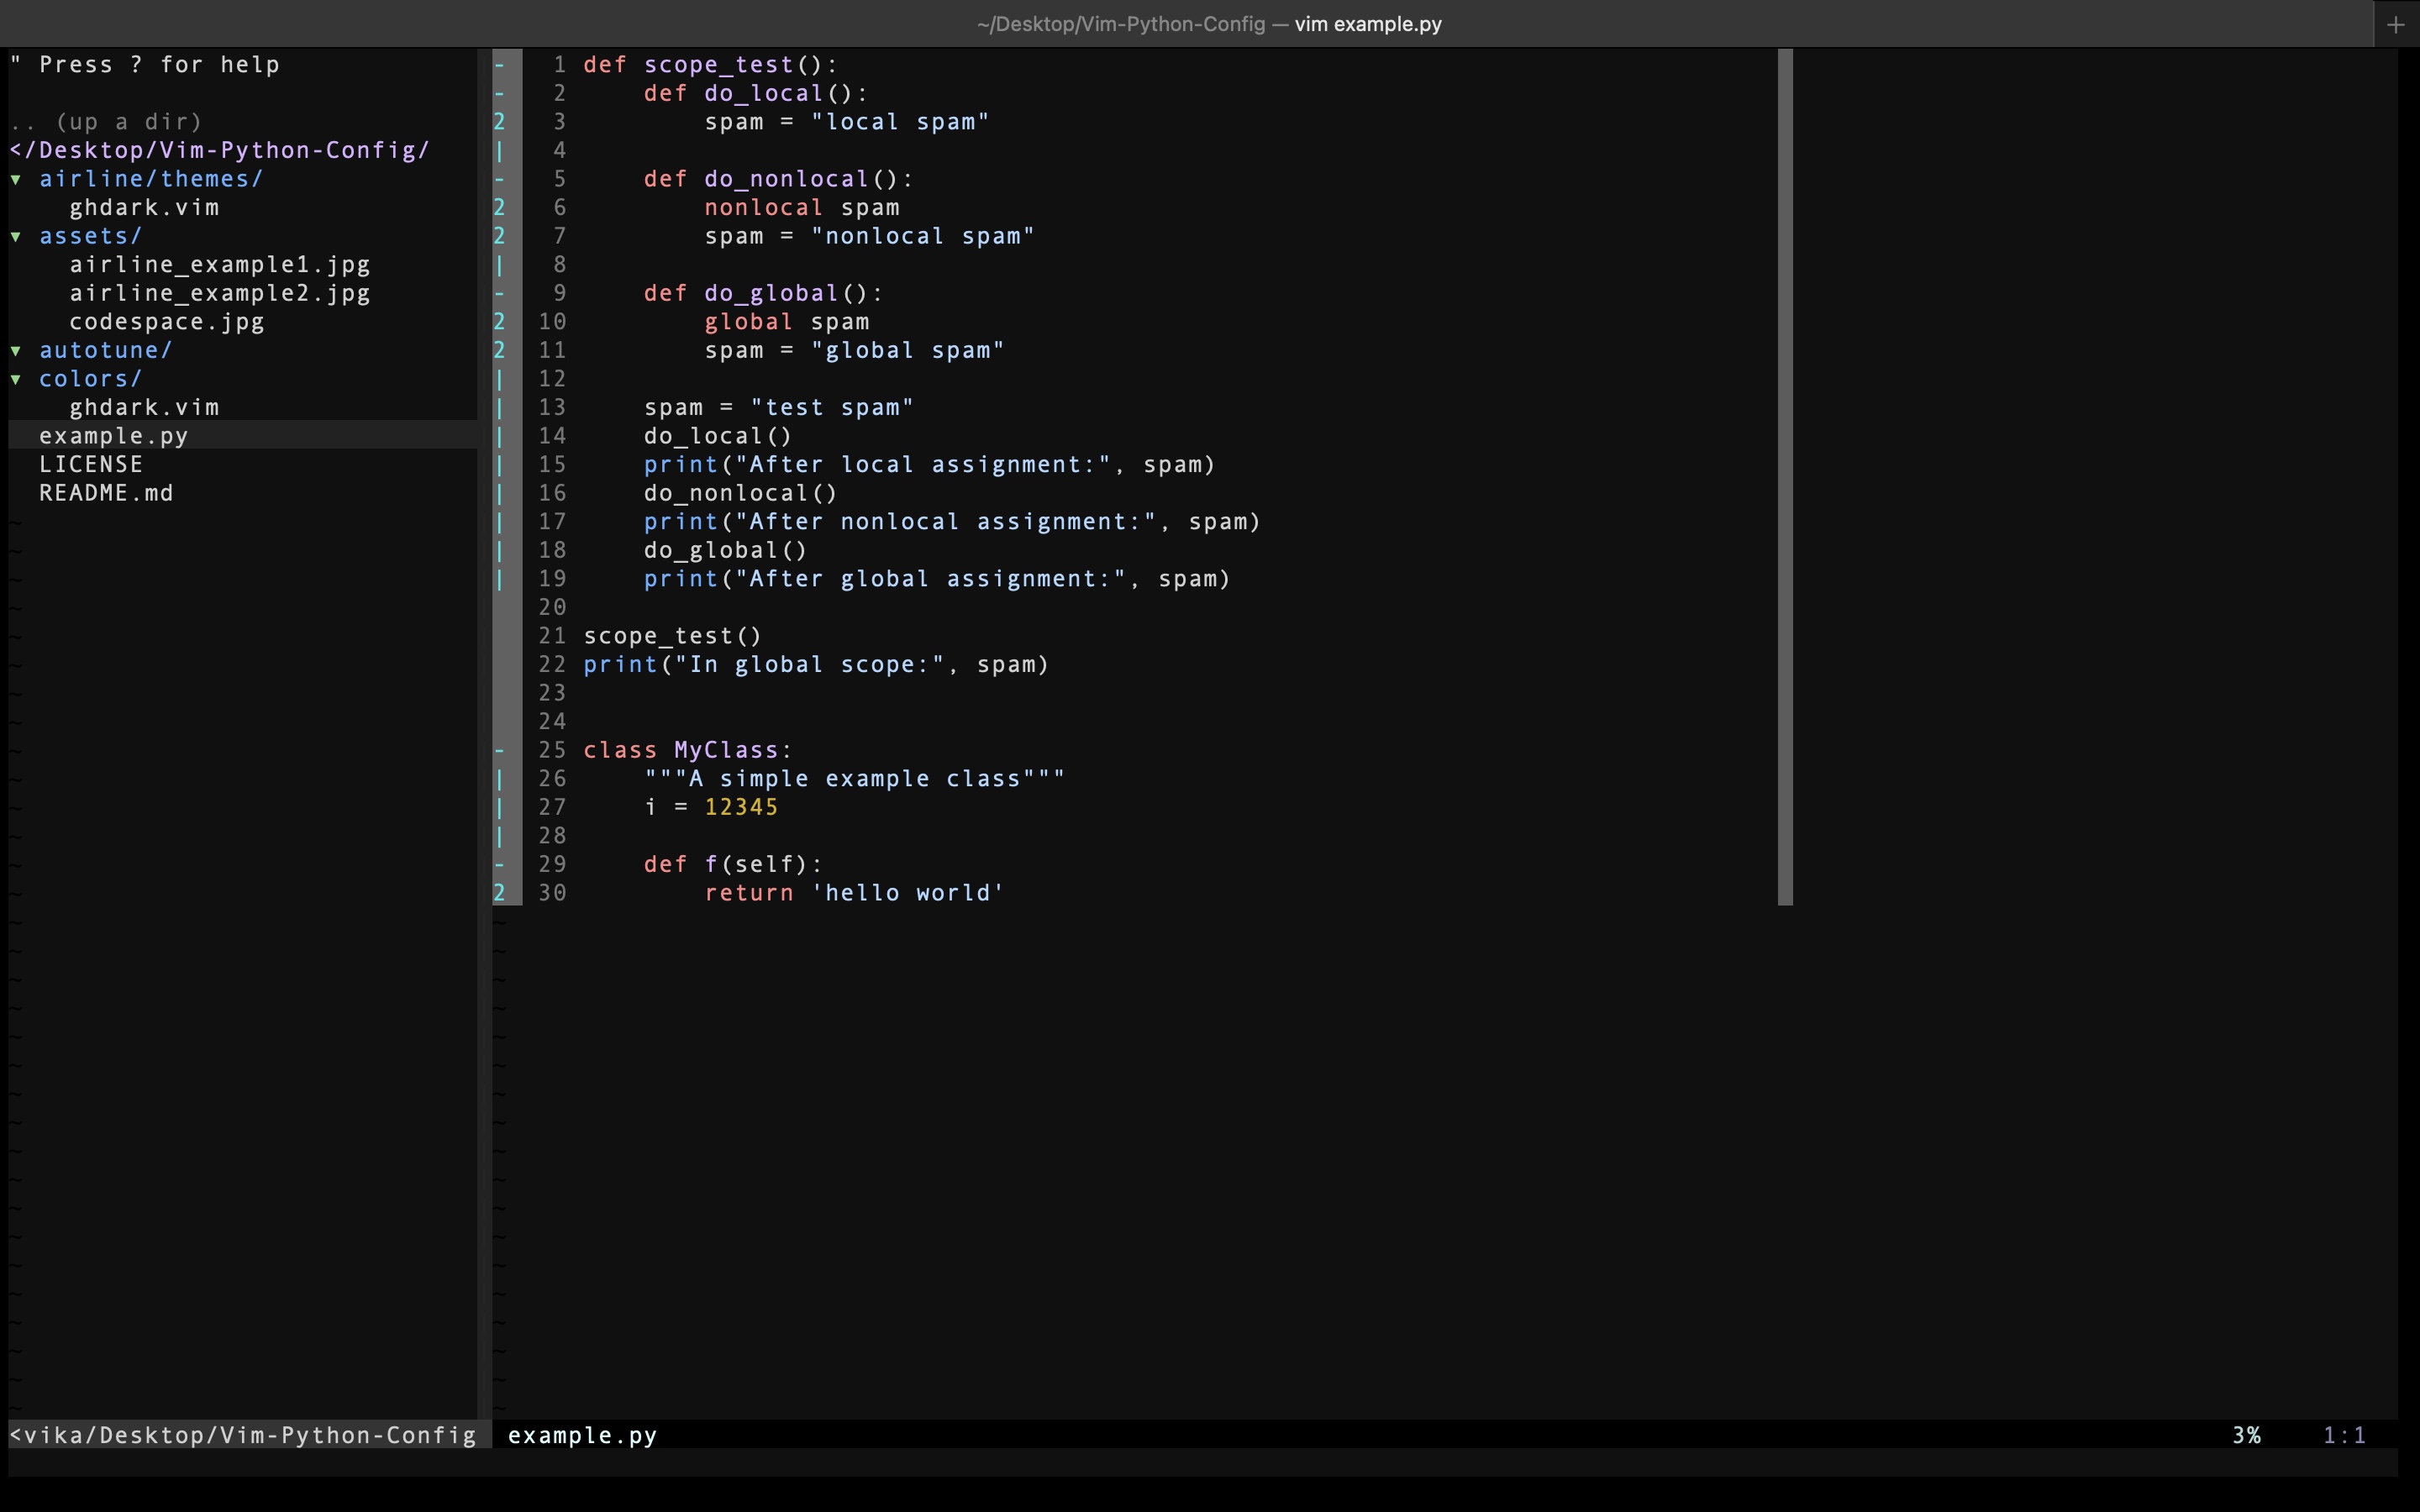 ~/Desktop/Vim-Python-Config — vim example.py
" Press ? for help
.. (up a dir)
</Desktop/Vim-Python-Config/
▾ airline/themes/
    ghdark.vim
▾ assets/
    airline_example1.jpg
    airline_example2.jpg
    codespace.jpg
▾ autotune/
▾ colors/
    ghdark.vim
  example.py
  LICENSE
  README.md
<vika/Desktop/Vim-Python-Config
- 1 def scope_test():
- 2     def do_local():
2 3         spam = "local spam"
| 4
- 5     def do_nonlocal():
2 6         nonlocal spam
2 7         spam = "nonlocal spam"
| 8
- 9     def do_global():
2 10         global spam
2 11         spam = "global spam"
| 12
| 13     spam = "test spam"
| 14     do_local()
| 15     print("After local assignment:", spam)
| 16     do_nonlocal()
| 17     print("After nonlocal assignment:", spam)
| 18     do_global()
| 19     print("After global assignment:", spam)
20
21 scope_test()
22 print("In global scope:", spam)
23
24
- 25 class MyClass:
| 26     """A simple example class"""
| 27     i = 12345
| 28
- 29     def f(self):
2 30         return 'hello world'
example.py 3% 1:1